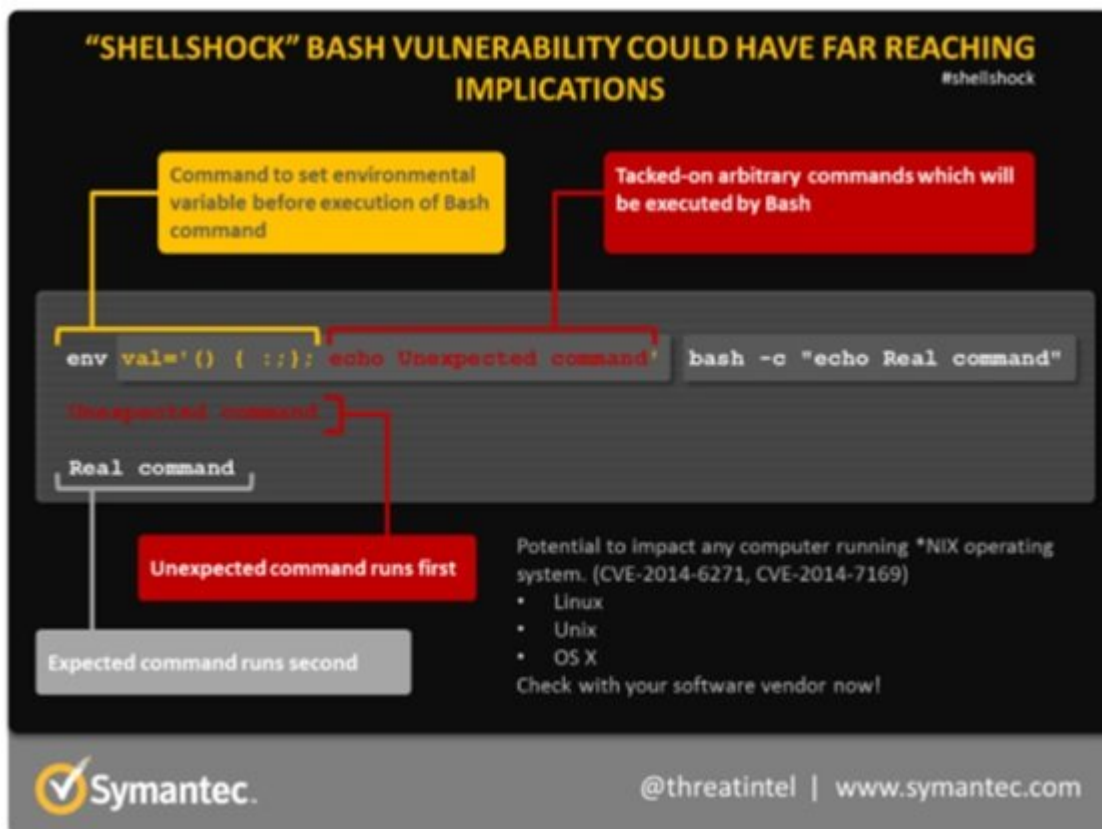 “SHELLSHOCK” BASH VULNERABILITY COULD HAVE FAR REACHING
IMPLICATIONS
#shellshock
Command to set environmental
variable before execution of Bash
command
Tacked-on arbitrary commands which will
be executed by Bash
env val='() { :;}; echo Unexpected command' bash -c "echo Real command"
Unexpected command
Real command
Unexpected command runs first
Expected command runs second
Potential to impact any computer running *NIX operating
system. (CVE-2014-6271, CVE-2014-7169)
• Linux
• Unix
• OS X
Check with your software vendor now!
Symantec.
@threatintel | www.symantec.com